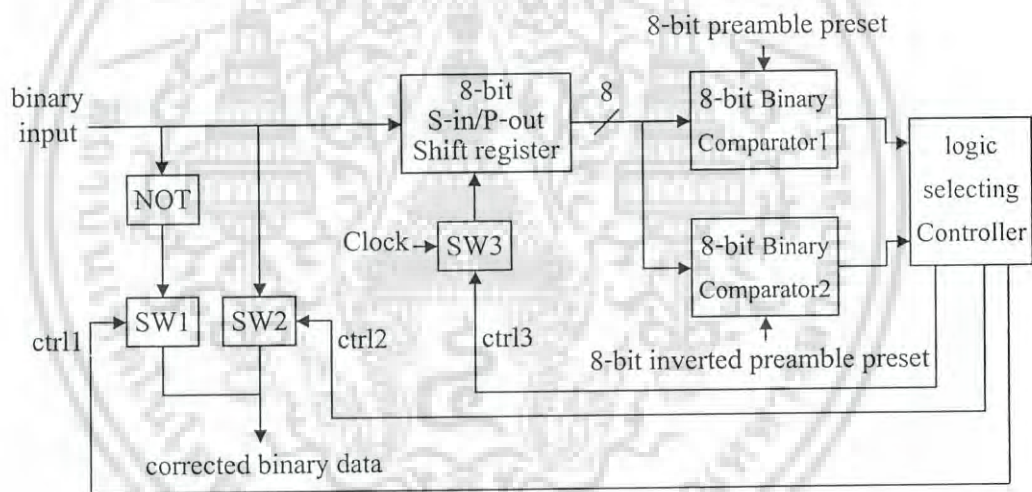 8-bit preamble preset
binary
input
8-bit
S-in/P-out
Shift register
8
8-bit Binary
Comparator1
logic
selecting
Controller
NOT
Clock
SW3
8-bit Binary
Comparator2
SW1
SW2
ctrl1
ctrl2
ctrl3
8-bit inverted preamble preset
corrected binary data